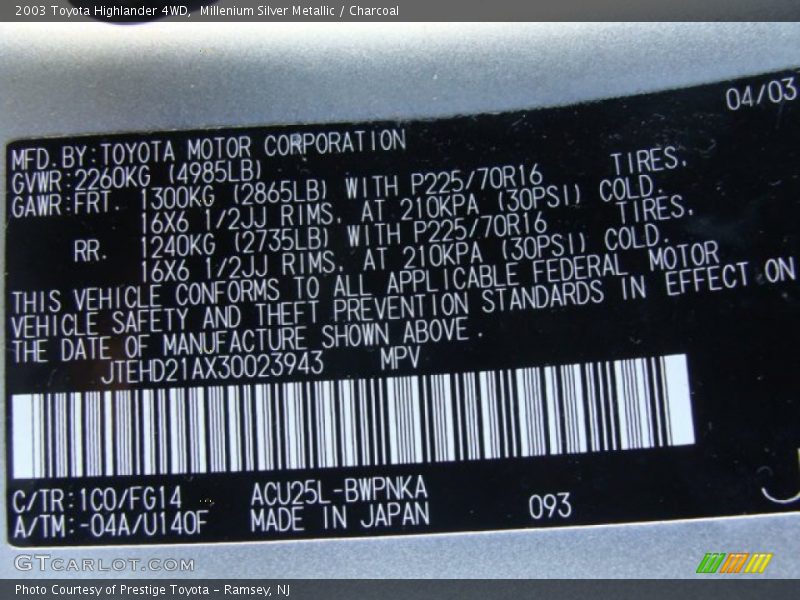 2003 Toyota Highlander 4WD, Millenium Silver Metallic / Charcoal
04/03
MFD. BY:TOYOTA MOTOR CORPORATION
GVWR:2260KG (4985LB)
GAWR:FRT. 1300KG (2865LB) WITH P225/70R16 TIRES,
16X6 1/2JJ RIMS, AT 210KPA (30PSI) COLD.
RR. 1240KG (2735LB) WITH P225/70R16 TIRES,
16X6 1/2JJ RIMS, AT 210KPA (30PSI) COLD.
THIS VEHICLE CONFORMS TO ALL APPLICABLE FEDERAL MOTOR
VEHICLE SAFETY AND THEFT PREVENTION STANDARDS IN EFFECT ON
THE DATE OF MANUFACTURE SHOWN ABOVE.
JTEHD21AX30023943 MPV
C/TR:1C0/FG14 ACU25L-BWPNKA
A/TM:-04A/U140F MADE IN JAPAN 093
GTCARLOT.COM
Photo Courtesy of Prestige Toyota - Ramsey, NJ